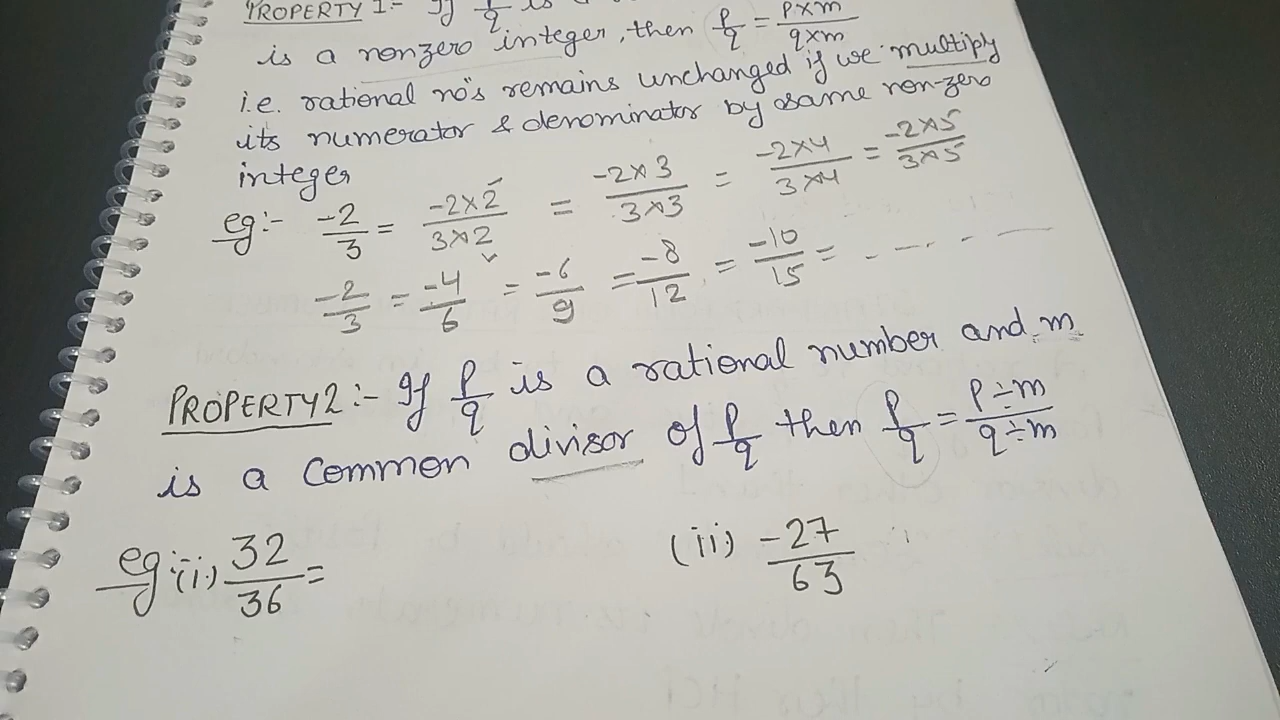 PROPERTY 1:- If p/q is a
is a nonzero integer, then p/q = p×m/q×m
i.e. rational no's remains unchanged if we multiply
its numerator & denominator by same non-zero
integer
eg:- -2/3 = -2×2/3×2 = -2×3/3×3 = -2×4/3×4 = -2×5/3×5
-2/3 = -4/6 = -6/9 = -8/12 = -10/15 = - - - - -
PROPERTY 2:- If p/q is a rational number and m
is a common divisor of p/q then p/q = p÷m/q÷m
eg:- (i) 32/36 = (ii) -27/63